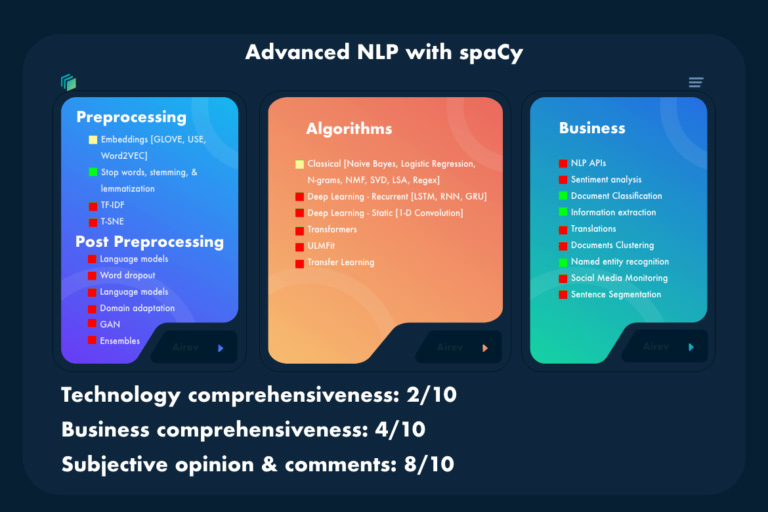 Advanced NLP with spaCy
Preprocessing
Embeddings [GLOVE, USE,
Word2VEC]
Stop words, stemming, &
lemmatization
TF-IDF
T-SNE
Post Preprocessing
Language models
Word dropout
Language models
Domain adaptation
GAN
Ensembles
Airev
Algorithms
Classical [Naive Bayes, Logistic Regression,
N-grams, NMF, SVD, LSA, Regex]
Deep Learning - Recurrent [LSTM, RNN, GRU]
Deep Learning - Static [1-D Convolution]
Transformers
ULMFit
Transfer Learning
Airev
Business
NLP APIs
Sentiment analysis
Document Classification
Information extraction
Translations
Documents Clustering
Named entity recognition
Social Media Monitoring
Sentence Segmentation
Airev
Technology comprehensiveness: 2/10
Business comprehensiveness: 4/10
Subjective opinion & comments: 8/10